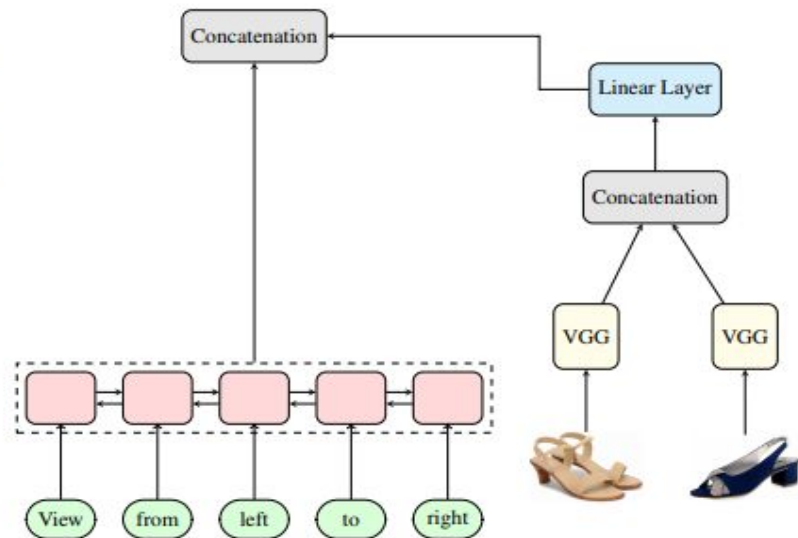 Concatenation
Linear Layer
Concatenation
VGG VGG
View from left to right